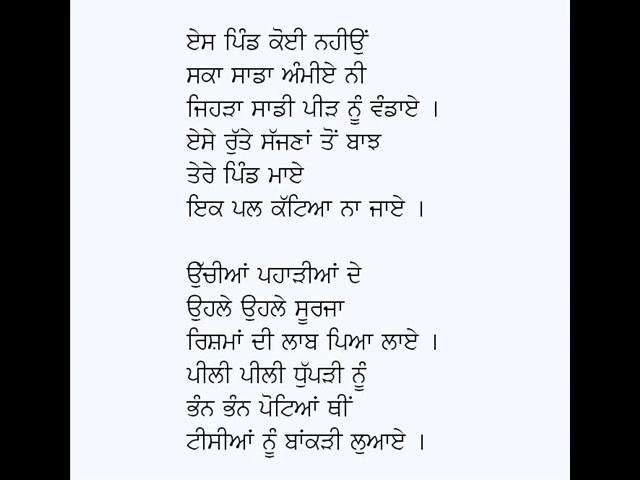 ਏਸ ਪਿੰਡ ਕੋਈ ਨਹੀਉਂ
ਸਕਾ ਸਾਡਾ ਅੰਮੀਏ ਨੀ
ਜਿਹੜਾ ਸਾਡੀ ਪੀੜ ਨੂੰ ਵੰਡਾਏ ।
ਏਸੇ ਰੁੱਤੇ ਸੱਜਣਾਂ ਤੋਂ ਬਾਝ
ਤੇਰੇ ਪਿੰਡ ਮਾਏ
ਇਕ ਪਲ ਕੱਟਿਆ ਨਾ ਜਾਏ ।
ਉੱਚੀਆਂ ਪਹਾੜੀਆਂ ਦੇ
ਉਹਲੇ ਉਹਲੇ ਸੂਰਜਾ
ਰਿਸ਼ਮਾਂ ਦੀ ਲਾਬ ਪਿਆ ਲਾਏ ।
ਪੀਲੀ ਪੀਲੀ ਧੁੱਪੜੀ ਨੂੰ
ਭੰਨ ਭੰਨ ਪੋਟਿਆਂ ਥੀਂ
ਟੀਸੀਆਂ ਨੂੰ ਬਾਂਕੜੀ ਲੁਆਏ ।